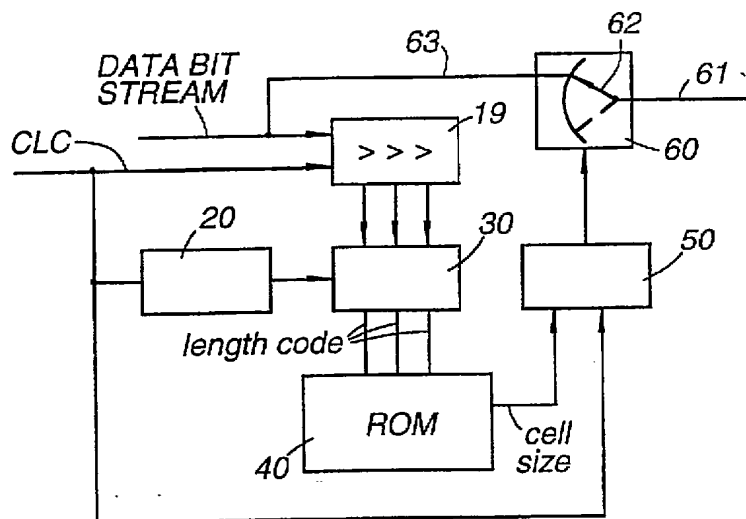 62
63
DATA BIT
STREAM
61
19
CLC
> > >
60
20
30
50
length code
ROM
40
cell
size